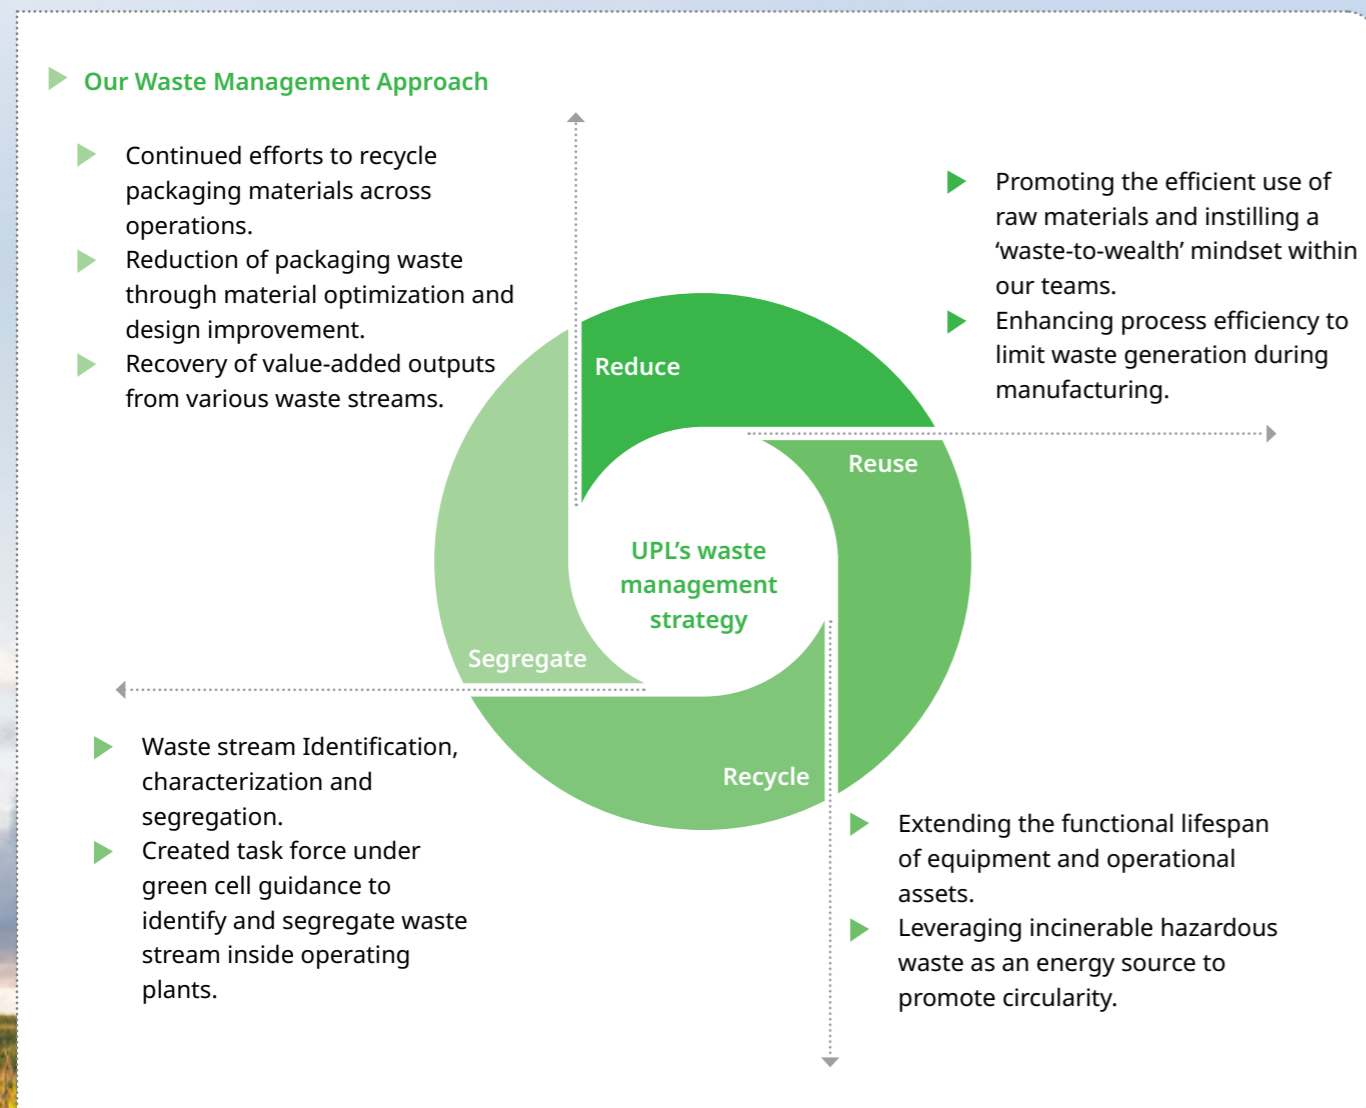 Our Waste Management Approach
Continued efforts to recycle
packaging materials across
operations.
Reduction of packaging waste
through material optimization and
design improvement.
Recovery of value-added outputs
from various waste streams.
Promoting the efficient use of
raw materials and instilling a
‘waste-to-wealth’ mindset within
our teams.
Enhancing process efficiency to
limit waste generation during
manufacturing.
Reduce
Reuse
UPL’s waste
management
strategy
Segregate
Recycle
Waste stream Identification,
characterization and
segregation.
Created task force under
green cell guidance to
identify and segregate waste
stream inside operating
plants.
Extending the functional lifespan
of equipment and operational
assets.
Leveraging incinerable hazardous
waste as an energy source to
promote circularity.